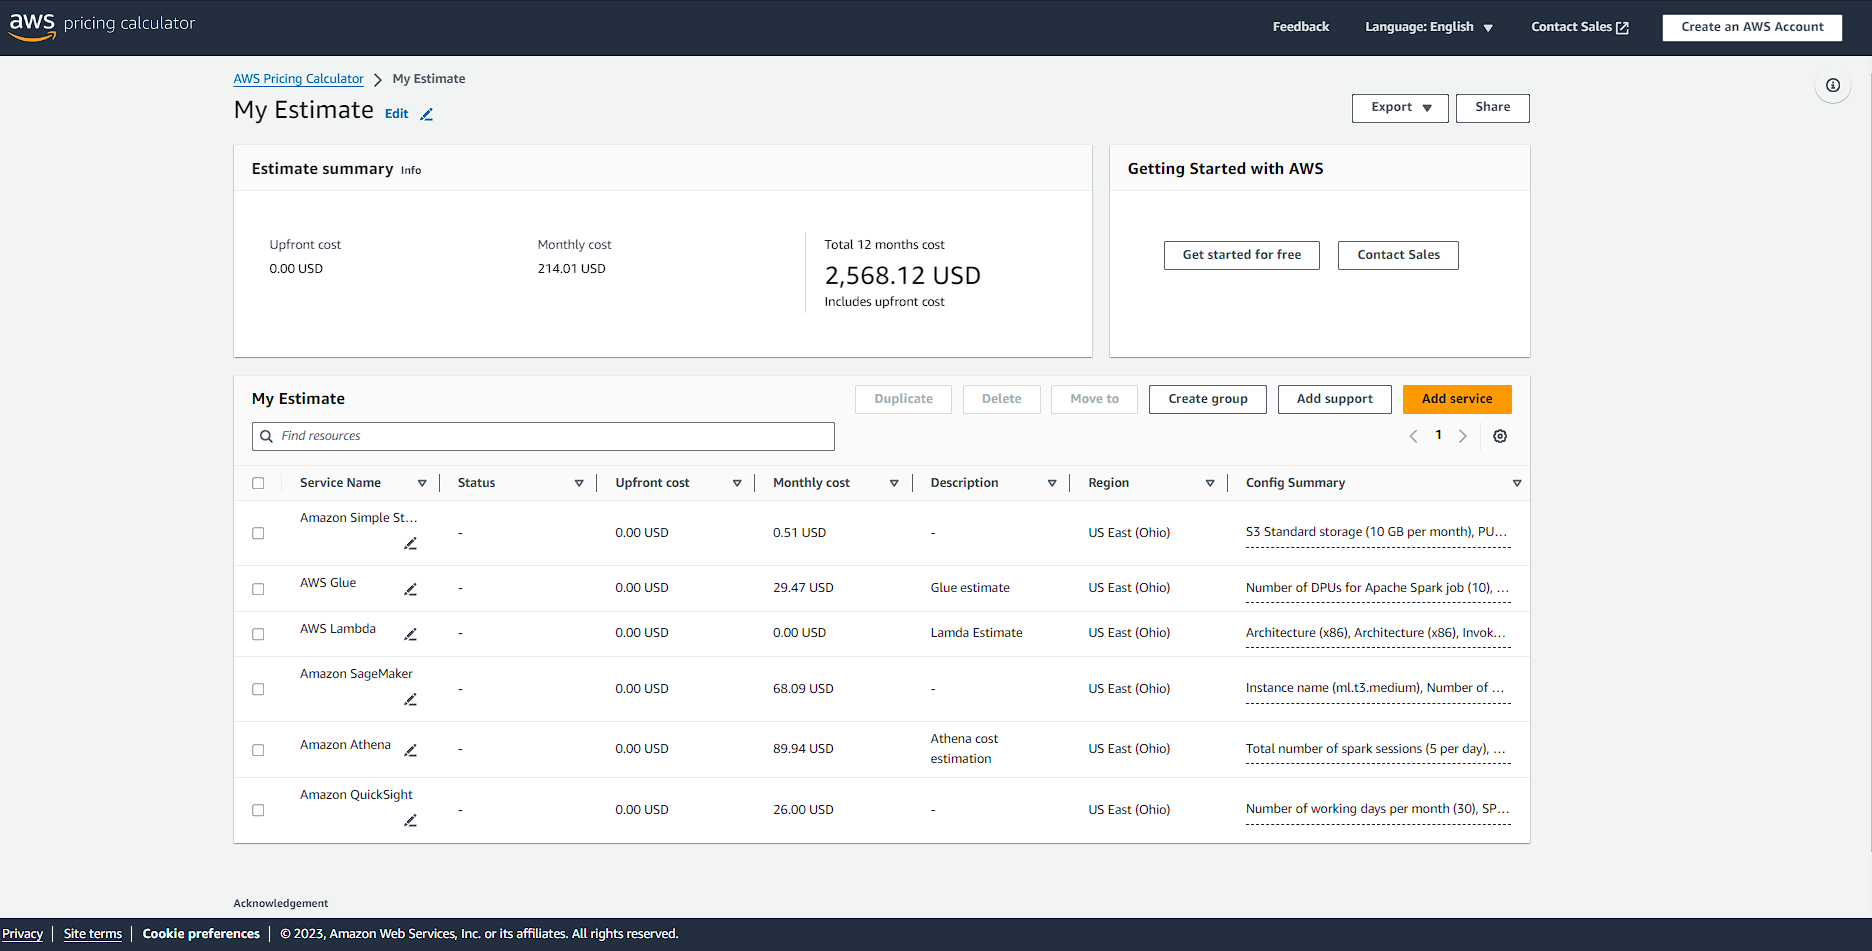 aws pricing calculator
Feedback
Language: English
Contact Sales
Create an AWS Account
AWS Pricing Calculator
My Estimate
My Estimate
Edit
Export
Share
Estimate summary Info
Upfront cost
0.00 USD
Monthly cost
214.01 USD
Total 12 months cost
2,568.12 USD
Includes upfront cost
Getting Started with AWS
Get started for free
Contact Sales
My Estimate
Duplicate
Delete
Move to
Create group
Add support
Add service
Find resources
1
Service Name Status Upfront cost Monthly cost Description Region Config Summary
Amazon Simple St... - 0.00 USD 0.51 USD - US East (Ohio) S3 Standard storage (10 GB per month), PU...
AWS Glue - 0.00 USD 29.47 USD Glue estimate US East (Ohio) Number of DPUs for Apache Spark job (10), ...
AWS Lambda - 0.00 USD 0.00 USD Lamda Estimate US East (Ohio) Architecture (x86), Architecture (x86), Invok...
Amazon SageMaker - 0.00 USD 68.09 USD - US East (Ohio) Instance name (ml.t3.medium), Number of ...
Amazon Athena - 0.00 USD 89.94 USD Athena cost estimation US East (Ohio) Total number of spark sessions (5 per day), ...
Amazon QuickSight - 0.00 USD 26.00 USD - US East (Ohio) Number of working days per month (30), SP...
Acknowledgement
Privacy | Site terms | Cookie preferences | © 2023, Amazon Web Services, Inc. or its affiliates. All rights reserved.